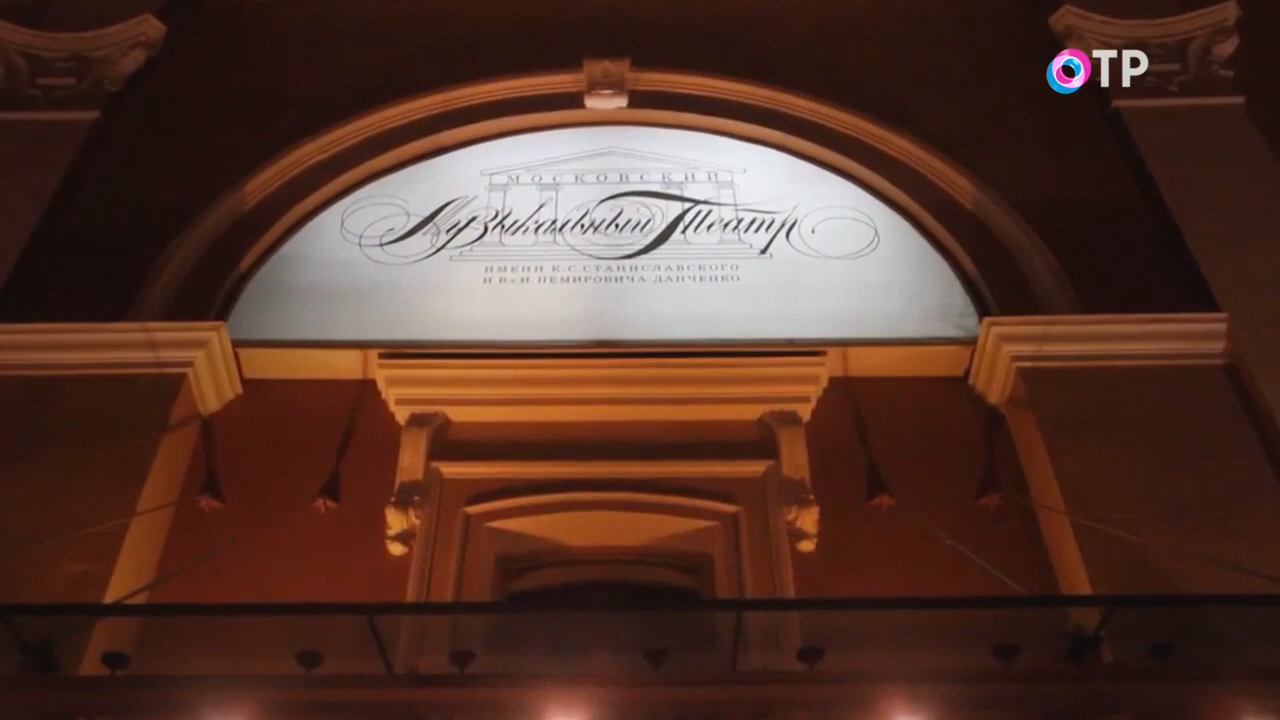 ОТР
МОСКОВСКИЙ
Музыкальный Театр
ИМЕНИ К.С.СТАНИСЛАВСКОГО
И Вл.И. НЕМИРОВИЧА-ДАНЧЕНКО